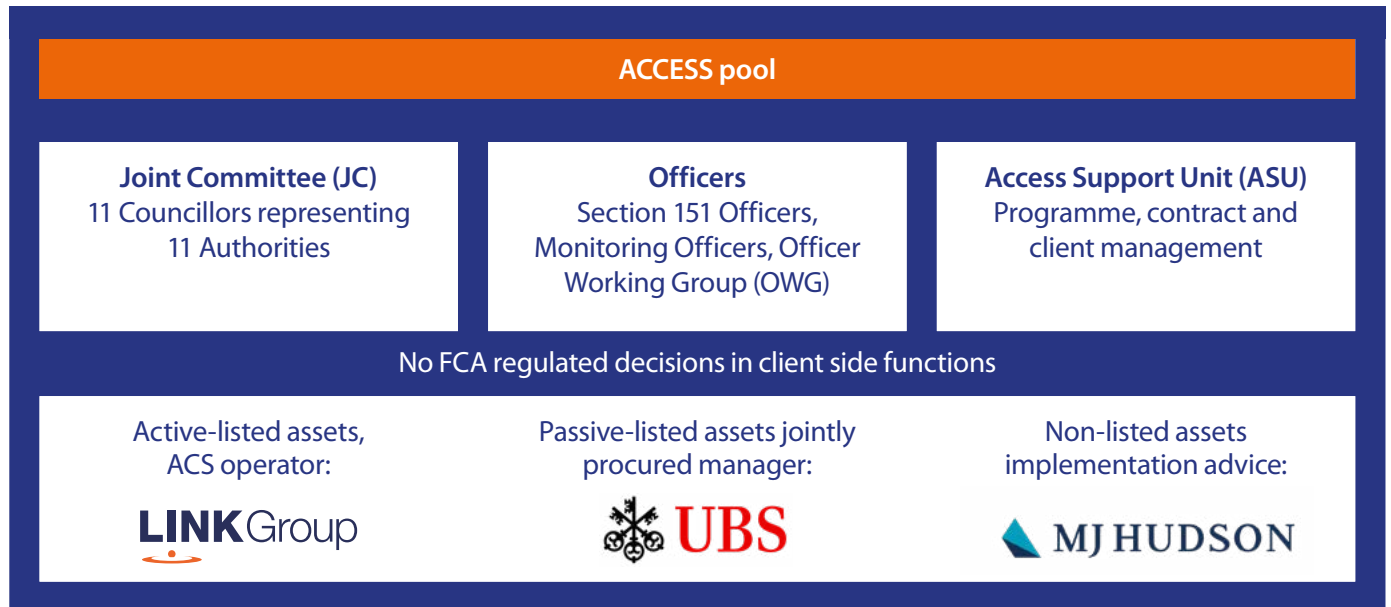 ACCESS pool
Joint Committee (JC)
11 Councillors representing
11 Authorities
Officers
Section 151 Officers,
Monitoring Officers, Officer
Working Group (OWG)
Access Support Unit (ASU)
Programme, contract and
client management
No FCA regulated decisions in client side functions
Active-listed assets,
ACS operator:
LINKGroup
Passive-listed assets jointly
procured manager:
UBS
Non-listed assets
implementation advice:
MJ HUDSON